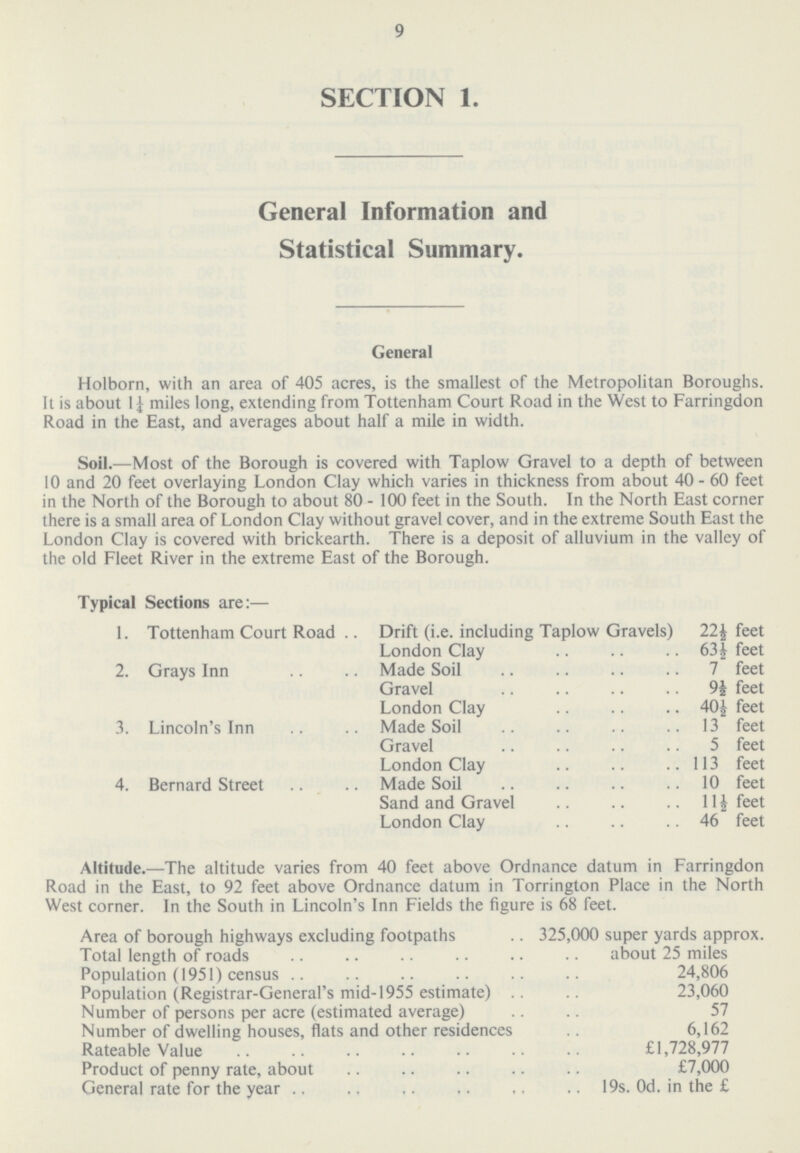 9
SECTION 1.
General Information and
Statistical Summary.
General
Holborn, with an area of 405 acres, is the smallest of the Metropolitan Boroughs.
It is about 1¼ miles long, extending from Tottenham Court Road in the West to Farringdon
Road in the East, and averages about half a mile in width.
Soil.—Most of the Borough is covered with Taplow Gravel to a depth of between
10 and 20 feet overlaying London Clay which varies in thickness from about 40 - 60 feet
in the North of the Borough to about 80 - 100 feet in the South. In the North East corner
there is a small area of London Clay without gravel cover, and in the extreme South East the
London Clay is covered with brickearth. There is a deposit of alluvium in the valley of
the old Fleet River in the extreme East of the Borough.
Typical Sections are:—
1. Tottenham Court Road .. Drift (i.e. including Taplow Gravels) 22½ feet
London Clay .. .. .. 63½ feet
2. Grays Inn .. .. Made Soil .. .. .. .. 7 feet
Gravel .. .. .. .. 9½ feet
London Clay .. .. .. 40½ feet
3. Lincoln's Inn .. .. Made Soil .. .. .. .. 13 feet
Gravel .. .. .. .. 5 feet
London Clay .. .. .. 113 feet
4. Bernard Street .. .. Made Soil .. .. .. .. 10 feet
Sand and Gravel .. .. .. 11½ feet
London Clay .. .. .. 46 feet
Altitude.—The altitude varies from 40 feet above Ordnance datum in Farringdon
Road in the East, to 92 feet above Ordnance datum in Torrington Place in the North
West corner. In the South in Lincoln's Inn Fields the figure is 68 feet.
Area of borough highways excluding footpaths .. 325,000 super yards approx.
Total length of roads .. .. .. .. .. .. about 25 miles
Population (1951) census .. .. .. .. .. .. 24,806
Population (Registrar-General's mid-1955 estimate) .. .. 23,060
Number of persons per acre (estimated average) .. .. 57
Number of dwelling houses, flats and other residences .. 6,162
Rateable Value .. .. .. .. .. .. .. £1,728,977
Product of penny rate, about .. .. .. .. .. £7,000
General rate for the year .. .. .. .. .. .. 19s. 0d. in the £